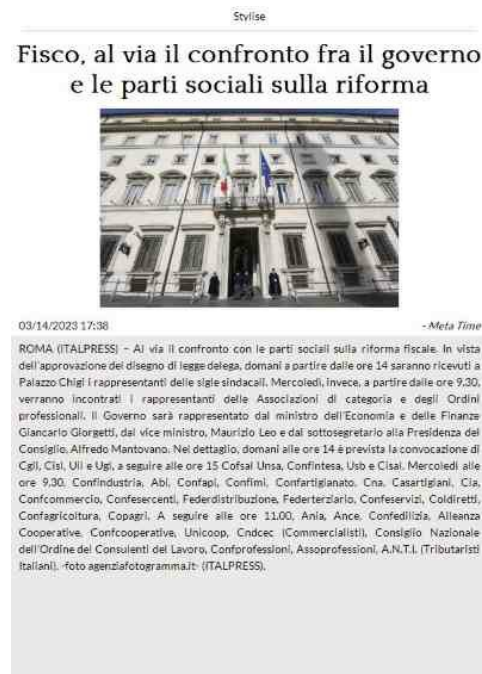 Stylise
Fisco, al via il confronto fra il governo
e le parti sociali sulla riforma
03/14/2023 17:38
- Meta Time
ROMA (ITALPRESS) – Al via il confronto con le parti sociali sulla riforma fiscale. In vista
dell'approvazione del disegno di legge delega, domani a partire dalle ore 14 saranno ricevuti a
Palazzo Chigi i rappresentanti delle sigle sindacali. Mercoledì, invece, a partire dalle ore 9,30,
verranno incontrati i rappresentanti delle Associazioni di categoria e degli Ordini
professionali. Il Governo sarà rappresentato dal ministro dell'Economia e delle Finanze
Giancarlo Giorgetti, dal vice ministro, Maurizio Leo e dal sottosegretario alla Presidenza del
Consiglio, Alfredo Mantovano. Nel dettaglio, domani alle ore 14 è prevista la convocazione di
Cgil, Cisl, Uil e Ugl, a seguire alle ore 15 Cofsal Unsa, Confintesa, Usb e Cisal. Mercoledì alle
ore 9,30, Confindustria, Abi, Confapi, Confimi, Confartigianato, Cna, Casartigiani, Cia,
Confcommercio, Confesercenti, Federdistribuzione, Federterziario, Confeservizi, Coldiretti,
Confagricoltura, Copagri. A seguire alle ore 11.00, Ania, Ance, Confedilizia, Alleanza
Cooperative, Confcooperative, Unicoop, Cndcec (Commercialisti), Consiglio Nazionale
dell'Ordine dei Consulenti del Lavoro, Confprofessioni, Assoprofessioni, A.N.T.I. (Tributaristi
Italiani). -foto agenziafotogramma.it- (ITALPRESS).